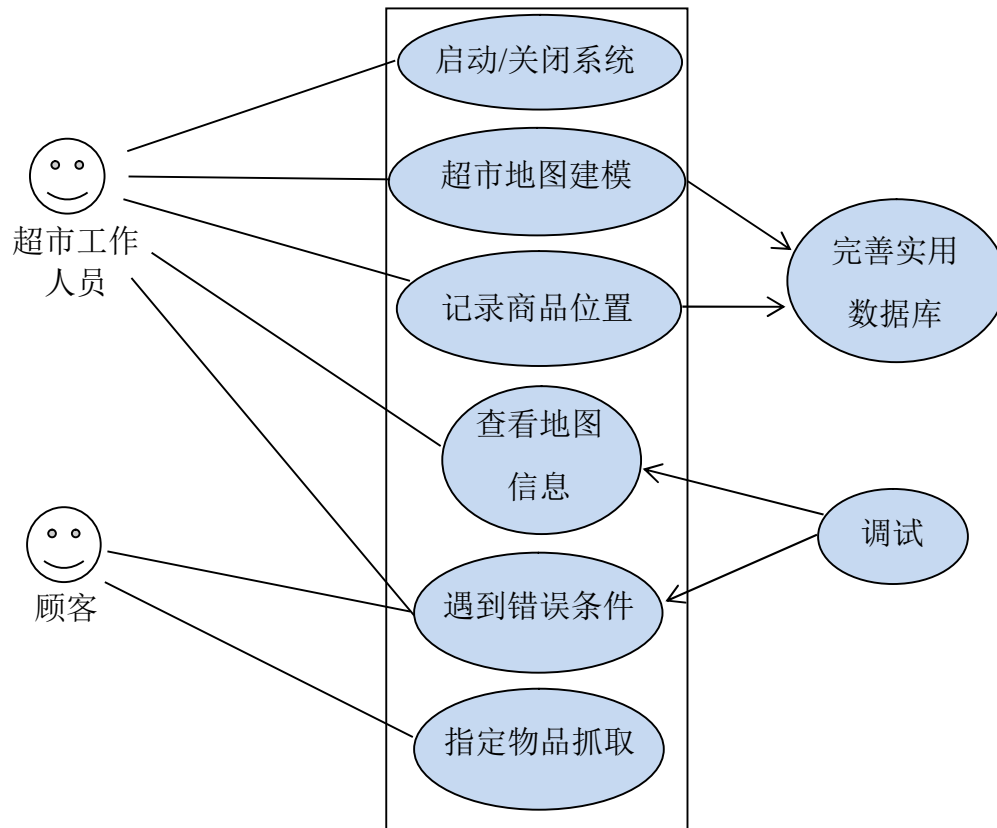 启动/关闭系统
超市地图建模
超市工作
人员
完善实用
数据库
记录商品位置
查看地图
信息
调试
顾客
遇到错误条件
指定物品抓取